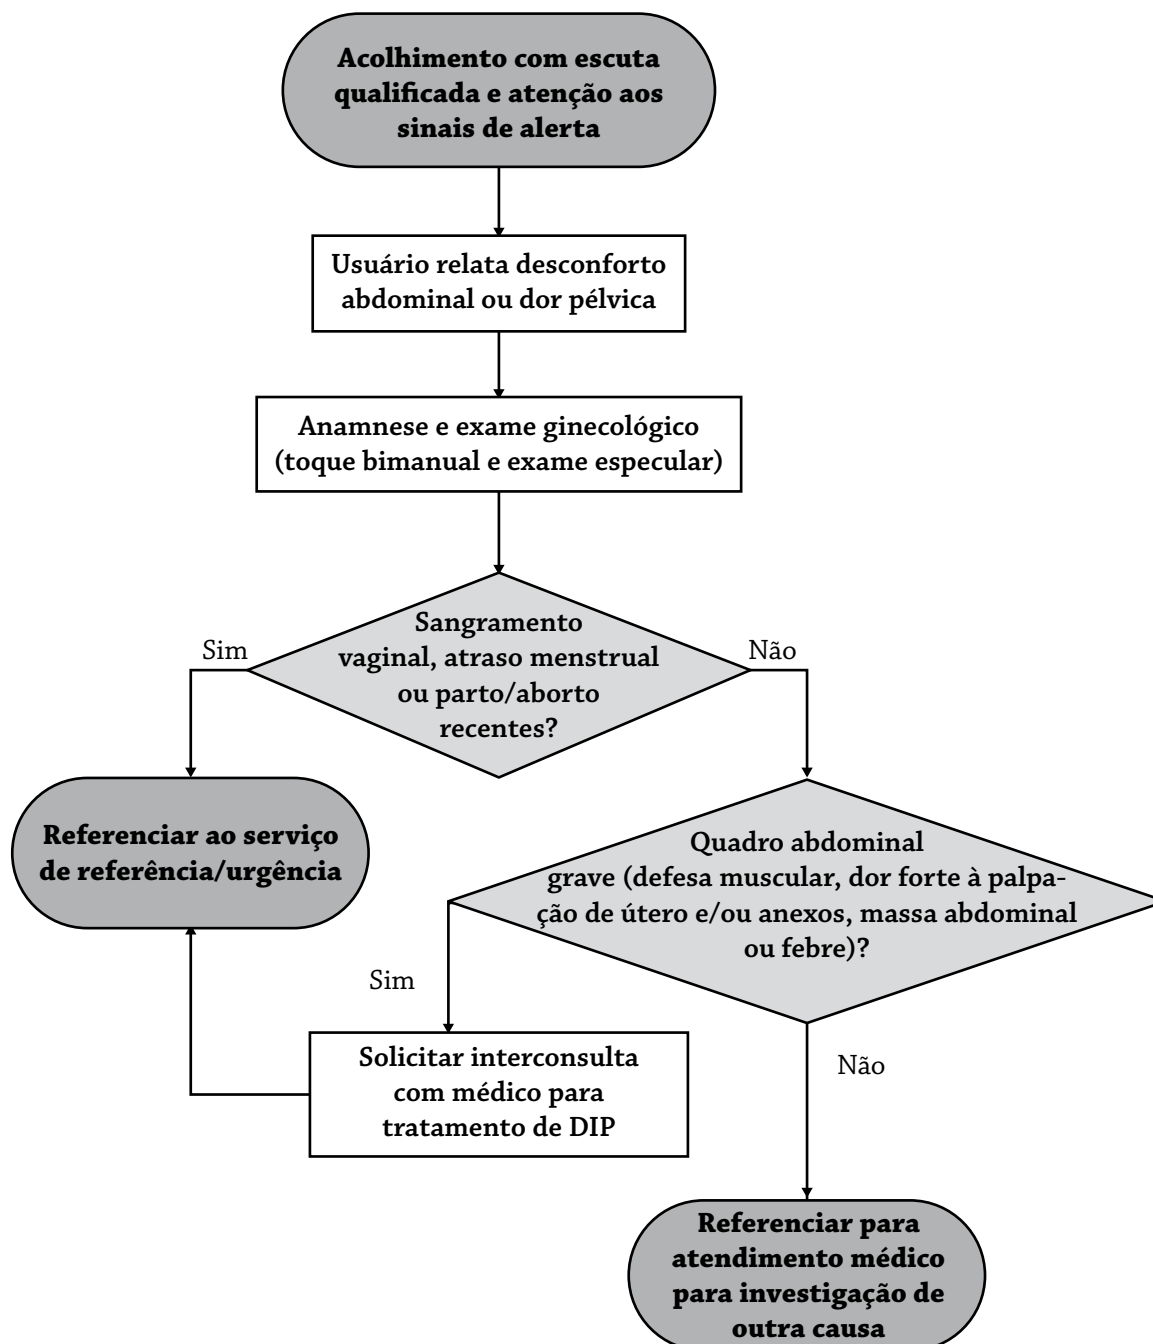 Acolhimento com escuta
qualificada e atenção aos
sinais de alerta
Usuário relata desconforto
abdominal ou dor pélvica
Anamnese e exame ginecológico
(toque bimanual e exame especular)
Sangramento
vaginal, atraso menstrual
ou parto/aborto
recentes?
Sim
Não
Referenciar ao serviço
de referência/urgência
Quadro abdominal
grave (defesa muscular, dor forte à palpa-
ção de útero e/ou anexos, massa abdominal
ou febre)?
Sim
Não
Solicitar interconsulta
com médico para
tratamento de DIP
Referenciar para
atendimento médico
para investigação de
outra causa